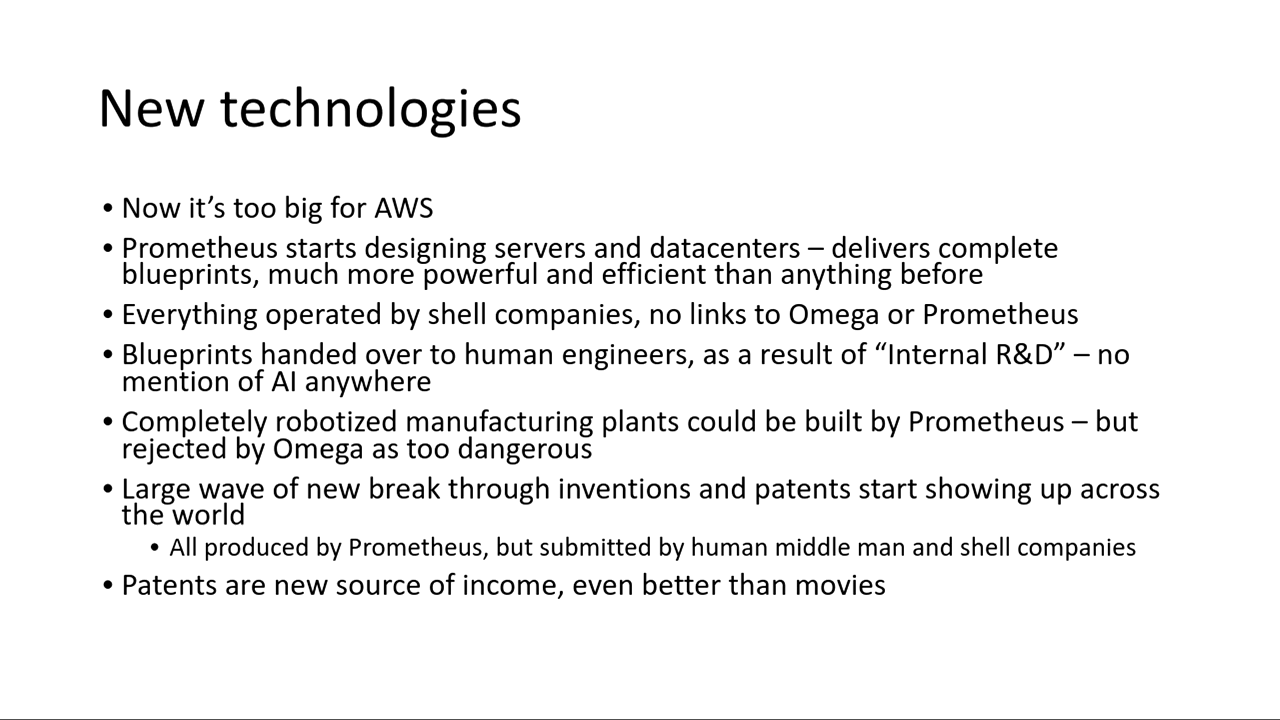 New technologies
• Now it’s too big for AWS
• Prometheus starts designing servers and datacenters – delivers complete
blueprints, much more powerful and efficient than anything before
• Everything operated by shell companies, no links to Omega or Prometheus
• Blueprints handed over to human engineers, as a result of “Internal R&D” – no
mention of AI anywhere
• Completely robotized manufacturing plants could be built by Prometheus – but
rejected by Omega as too dangerous
• Large wave of new break through inventions and patents start showing up across
the world
• All produced by Prometheus, but submitted by human middle man and shell companies
• Patents are new source of income, even better than movies